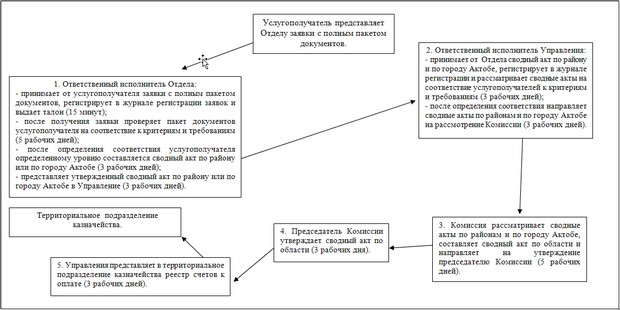 Услугополучатель представляет
Отделу заявки с полным пакетом
документов.
1. Ответственный исполнитель Отдела:
- принимает от услугополучателя заявки с полным пакетом
документов, регистрирует в журнале регистрации заявок и
выдает талон (15 минут);
- после получения заявки проверяет пакет документов
услугополучателя на соответствие к критериям и требованиям
(5 рабочих дней);
- после определения соответствия услугополучателя
определенному уровню составляется сводный акт по району
или по городу Актобе (3 рабочих дней);
- представляет утвержденный сводный акт по району или по
городу Актобе в Управление (3 рабочих дней).
2. Ответственный исполнитель Управления:
- принимает от Отдела сводный акт по району
и по городу Актобе, регистрирует в журнале
регистрации и рассматривает сводные акты на
соответствие услугополучателей к критериям
и требованиям (3 рабочих дней);
- после определения соответствия направляет
сводные акты по районам и по городу Актобе
на рассмотрение Комиссии (3 рабочих дней).
3. Комиссия рассматривает сводные
акты по районам и по городу Актобе,
составляет сводный акт по области и
направляет на утверждение
председателю Комиссии (5 рабочих
дней).
4. Председатель Комиссии
утверждает сводный акт по
области (3 рабочих дня).
5. Управления представляет в территориальное
подразделение казначейства реестр счетов к
оплате (3 рабочих дней).
Территориальное подразделение
казначейства.